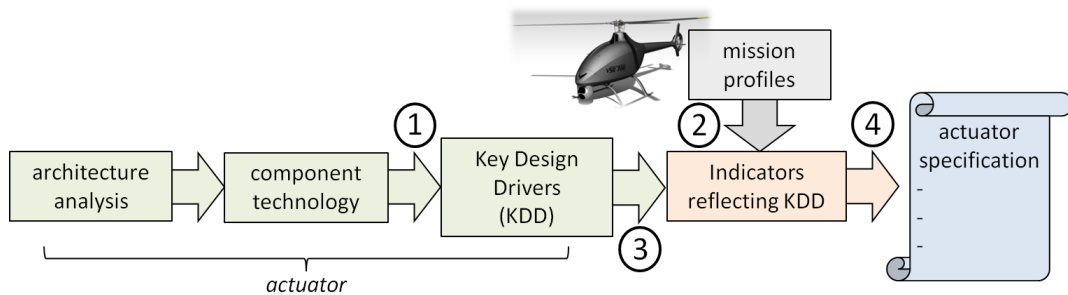 mission
profiles
1
2
4
architecture
analysis
component
technology
Key Design
Drivers
(KDD)
Indicators
reflecting KDD
actuator
specification
-
-
-
3
actuator